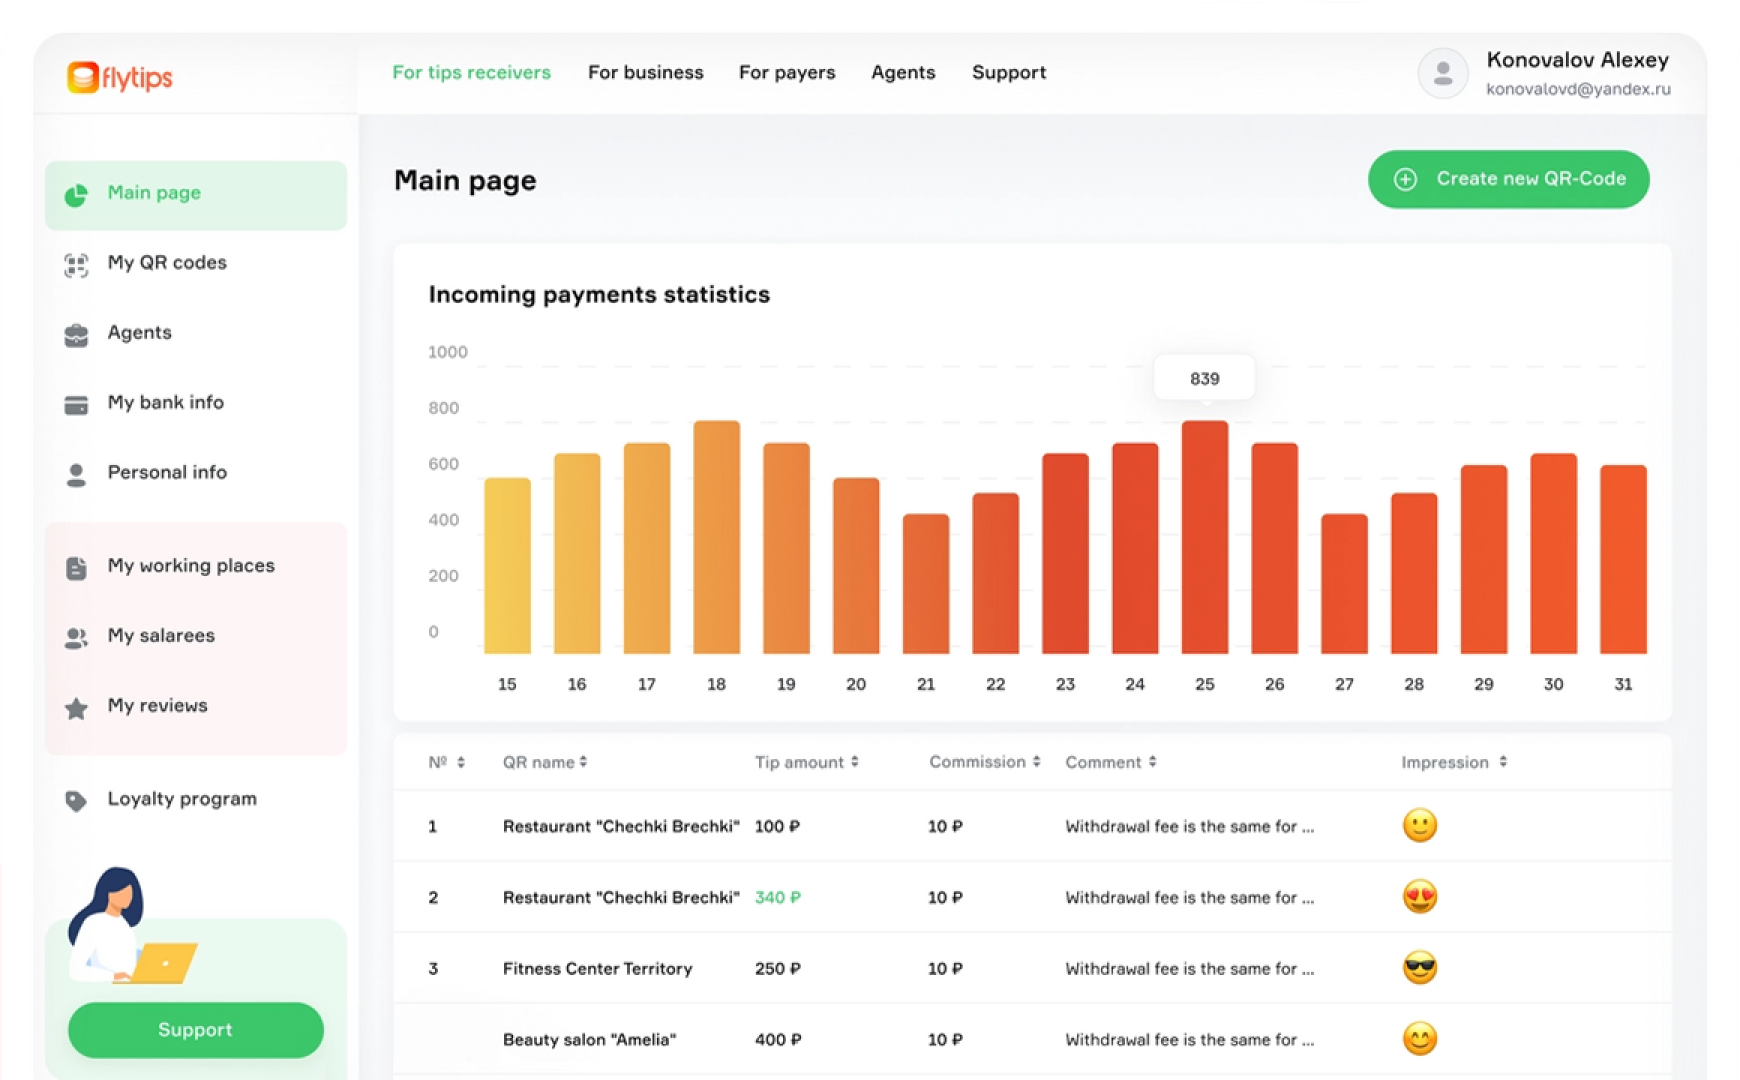 flytips
For tips receivers For business For payers Agents Support
Konovalov Alexey
konovalovd@yandex.ru
Main page
My QR codes
Agents
My bank info
Personal info
My working places
My salarees
My reviews
Loyalty program
Support
Main page
Create new QR-Code
Incoming payments statistics
1000
800
600
400
200
0
839
15 16 17 18 19 20 21 22 23 24 25 26 27 28 29 30 31
№ QR name Tip amount Commission Comment Impression
1 Restaurant "Chechki Brechki" 100 ₽ 10 ₽ Withdrawal fee is the same for ...
2 Restaurant "Chechki Brechki" 340 ₽ 10 ₽ Withdrawal fee is the same for ...
3 Fitness Center Territory 250 ₽ 10 ₽ Withdrawal fee is the same for ...
Beauty salon "Amelia" 400 ₽ 10 ₽ Withdrawal fee is the same for ...